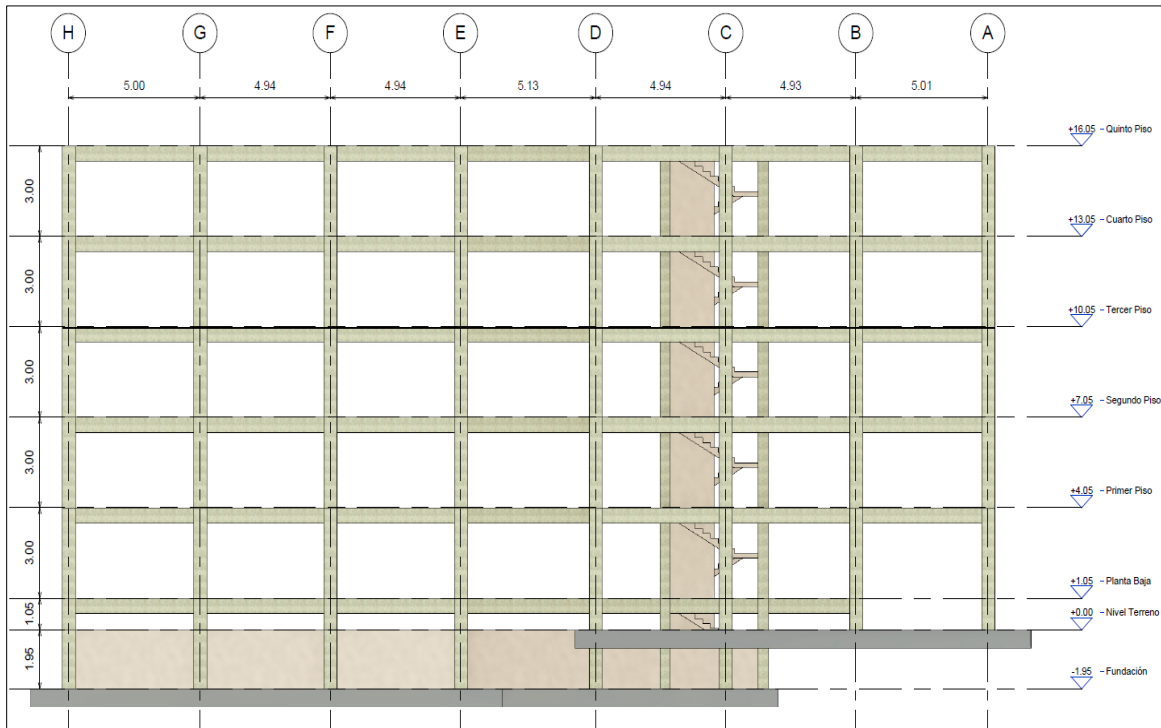 H G F E D C B A
5.00 4.94 4.94 5.13 4.94 4.93 5.01
+16.05 - Quinto Piso
3.00
+13.05 - Cuarto Piso
3.00
+10.05 - Tercer Piso
3.00
+7.05 - Segundo Piso
3.00
+4.05 - Primer Piso
3.00
+1.05 - Planta Baja
1.05
+0.00 - Nivel Terreno
1.95
-1.95 - Fundación